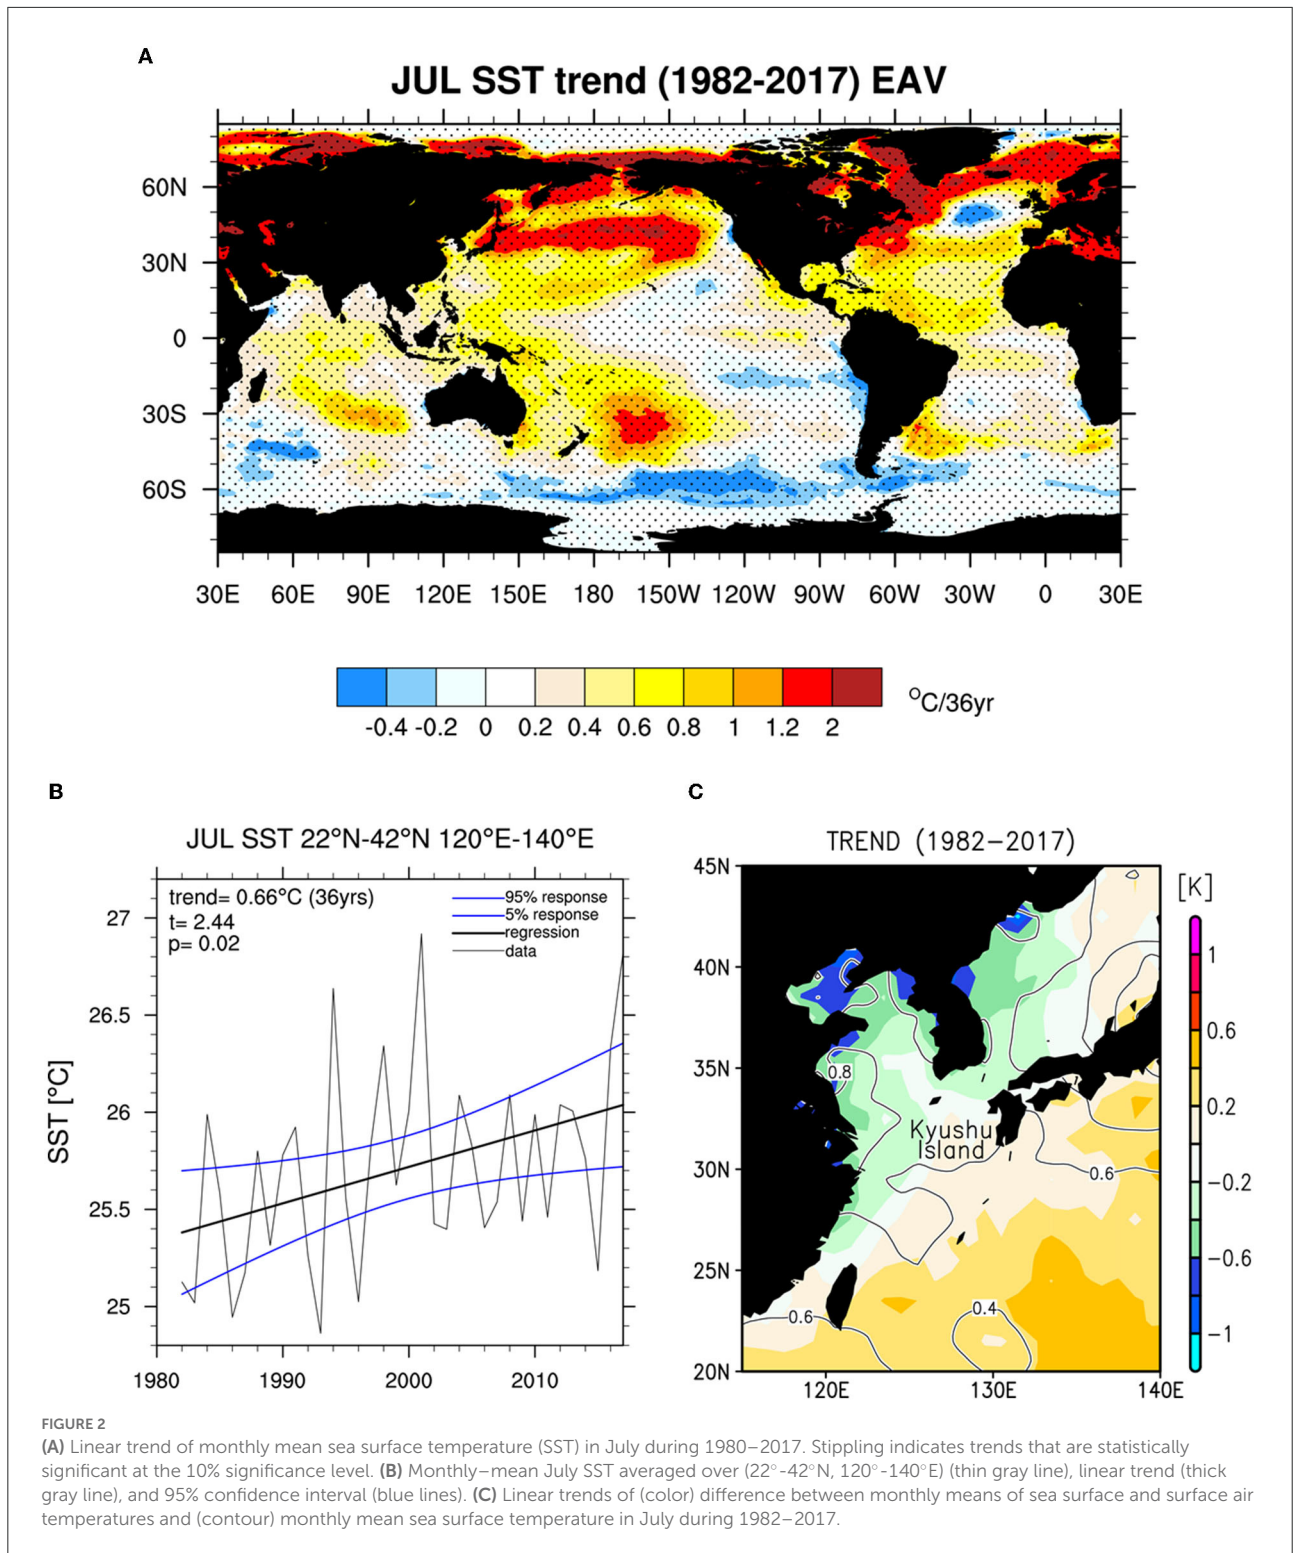 A
JUL SST trend (1982-2017) EAV
60N
30N
0
30S
60S
30E 60E 90E 120E 150E 180 150W 120W 90W 60W 30W 0 30E
-0.4 -0.2 0 0.2 0.4 0.6 0.8 1 1.2 2
°C/36yr
B
JUL SST 22°N-42°N 120°E-140°E
trend= 0.66°C (36yrs)
t= 2.44
p= 0.02
95% response
5% response
regression
data
SST [°C]
27
26.5
26
25.5
25
1980 1990 2000 2010
C
TREND (1982–2017)
[K]
45N
40N
35N
30N
25N
20N
120E 130E 140E
0.8
Kyushu
Island
0.6
0.6
0.4
1
0.6
0.2
−0.2
−0.6
−1
FIGURE 2
(A) Linear trend of monthly mean sea surface temperature (SST) in July during 1980–2017. Stippling indicates trends that are statistically
significant at the 10% significance level. (B) Monthly–mean July SST averaged over (22°-42°N, 120°-140°E) (thin gray line), linear trend (thick
gray line), and 95% confidence interval (blue lines). (C) Linear trends of (color) difference between monthly means of sea surface and surface air
temperatures and (contour) monthly mean sea surface temperature in July during 1982–2017.